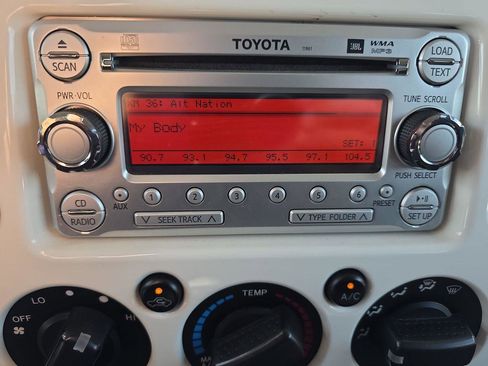 SCAN
TOYOTA
11861
JBL
WMA
MP3
LOAD
TEXT
PWR•VOL
TUNE SCROLL
XM 36: Alt Nation
My Body
SET: 1
90.7 93.1 94.7 95.5 97.1 104.5
PUSH SELECT
CD
RADIO
AUX
1 2 3 4 5 6
PRESET
SEEK TRACK
TYPE FOLDER
SET UP
LO
OFF
HI
TEMP
A/C